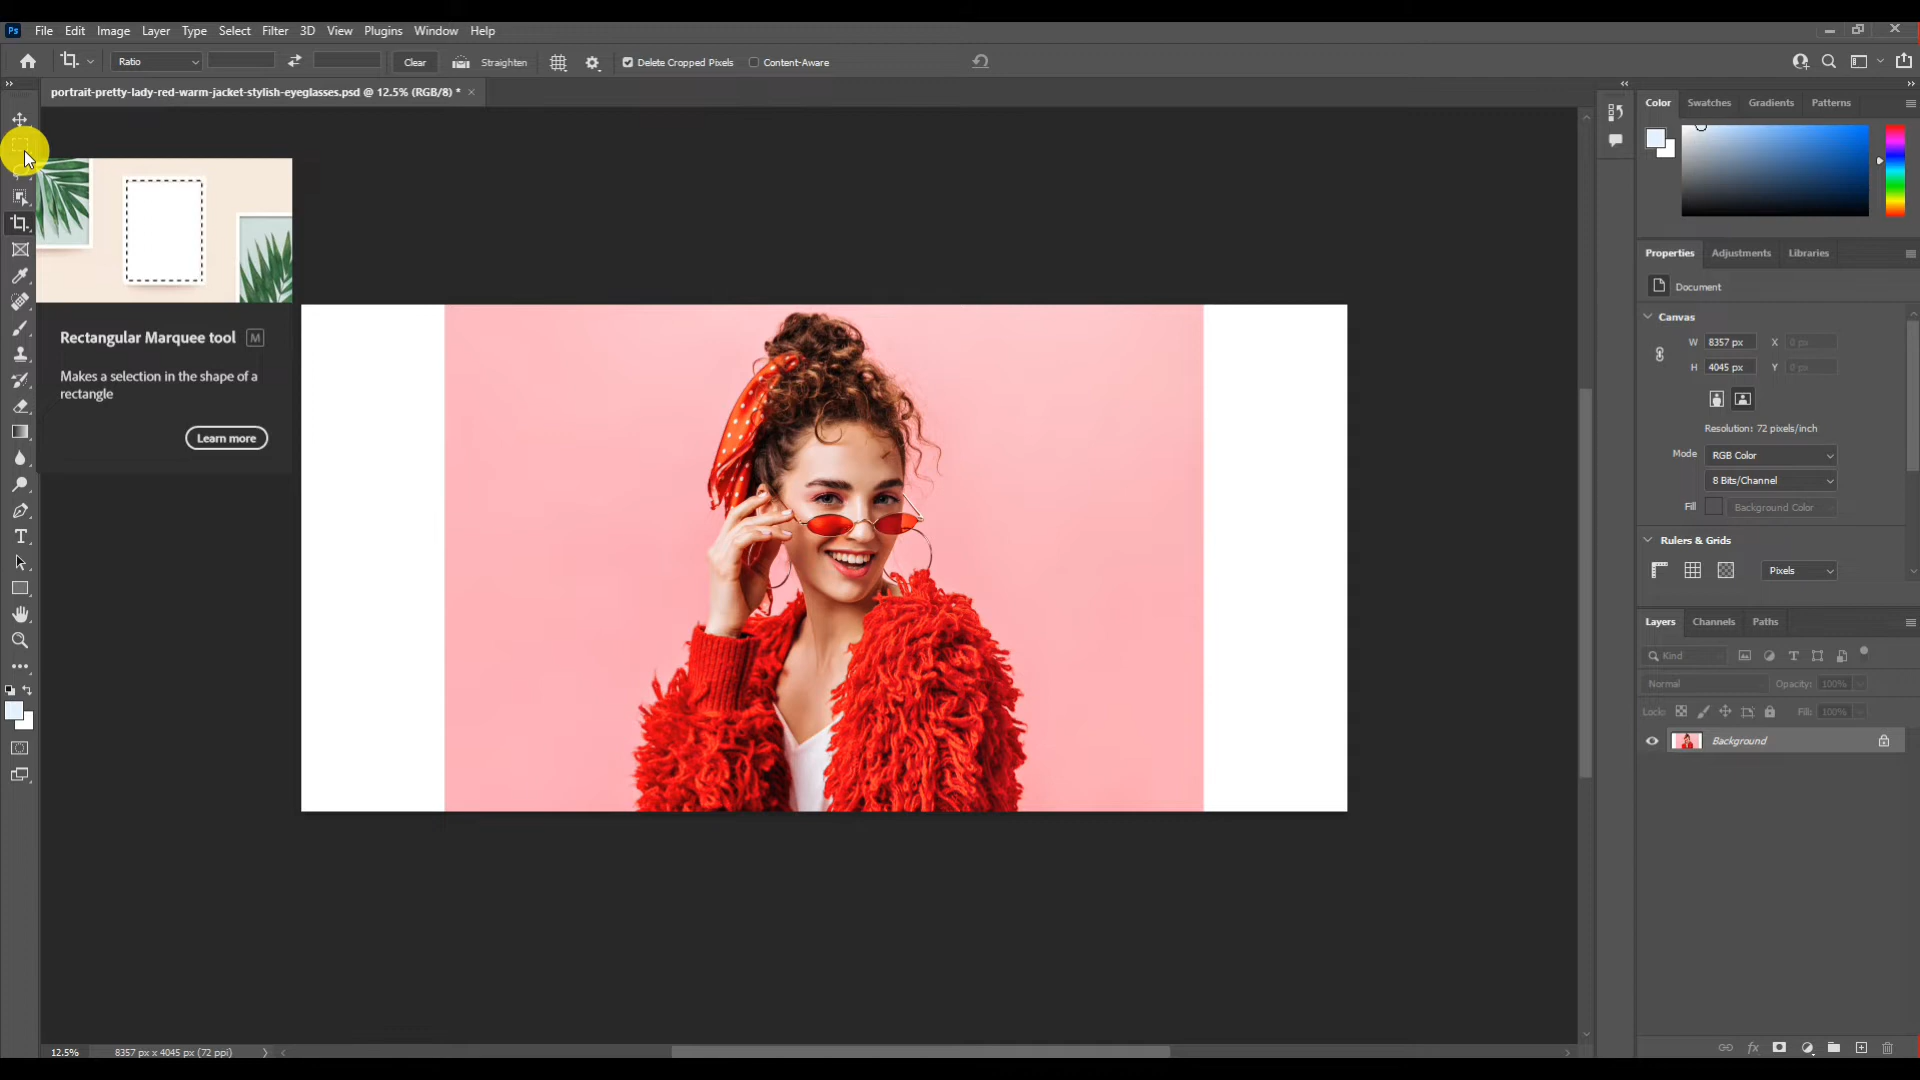 Ps File Edit Image Layer Type Select Filter 3D View Plugins Window Help
Ratio Clear Straighten Delete Cropped Pixels Content-Aware
portrait-pretty-lady-red-warm-jacket-stylish-eyeglasses.psd @ 12.5% (RGB/8) * ×
Rectangular Marquee tool M
Makes a selection in the shape of a
rectangle
Learn more
T
Color Swatches Gradients Patterns
Properties Adjustments Libraries
Document
Canvas
W 8357 px X 0 px
H 4045 px Y 0 px
Resolution: 72 pixels/inch
Mode RGB Color
8 Bits/Channel
Fill Background Color
Rulers & Grids
Pixels
Layers Channels Paths
Kind T
Normal Opacity: 100%
Lock: Fill: 100%
Background
fx
12.5% 8357 px x 4045 px (72 ppi)